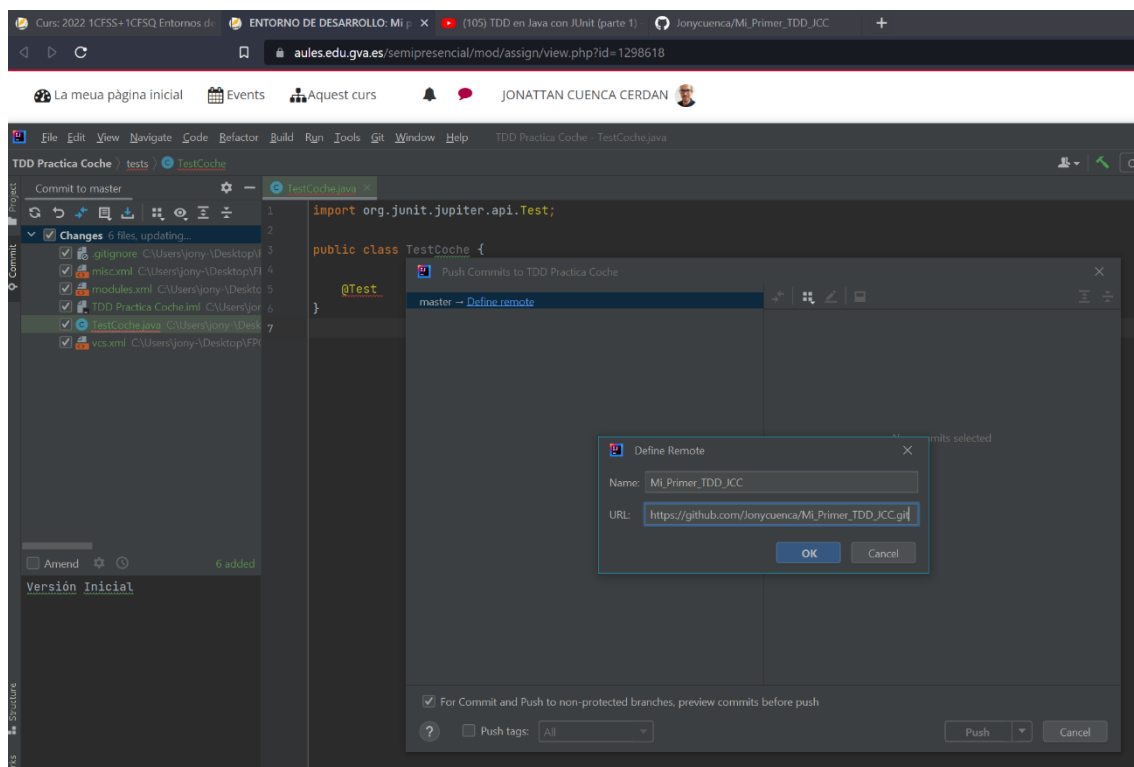 Curs: 2022 1CFSS+1CFSQ Entornos de
ENTORNO DE DESARROLLO: Mi p
(105) TDD en Java con JUnit (parte 1) -
Jonycuenca/Mi_Primer_TDD_JCC
aules.edu.gva.es/semipresencial/mod/assign/view.php?id=1298618
La meua pàgina inicial
Events
Aquest curs
JONATTAN CUENCA CERDAN
File Edit View Navigate Code Refactor Build Run Tools Git Window Help
TDD Practica Coche - TestCoche.java
TDD Practica Coche
tests
TestCoche
Project
Commit
Structure
Commit to master
Changes 6 files, updating...
.gitignore C:\Users\jony-\Desktop\F
misc.xml C:\Users\jony-\Desktop\FI
modules.xml C:\Users\jony-\Deskto
TDD Practica Coche.iml C:\Users\jor
TestCoche.java C:\Users\jony-\Desk
vcs.xml C:\Users\jony-\Desktop\FP(
Amend
6 added
Versión Inicial
TestCoche.java
1 import org.junit.jupiter.api.Test;
2
3 public class TestCoche {
4
5 @Test
6 }
7
Push Commits to TDD Practica Coche
master → Define remote
mits selected
Define Remote
Name: Mi_Primer_TDD_JCC
URL: https://github.com/Jonycuenca/Mi_Primer_TDD_JCC.git
OK
Cancel
For Commit and Push to non-protected branches, preview commits before push
? Push tags: All
Push
Cancel